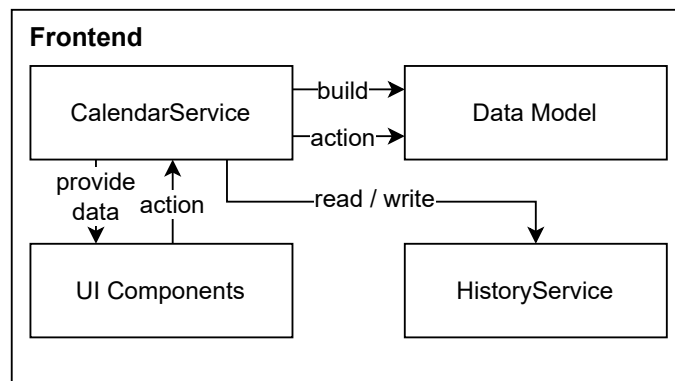 Frontend
CalendarService
build
action
Data Model
provide
data
action
read / write
UI Components
HistoryService